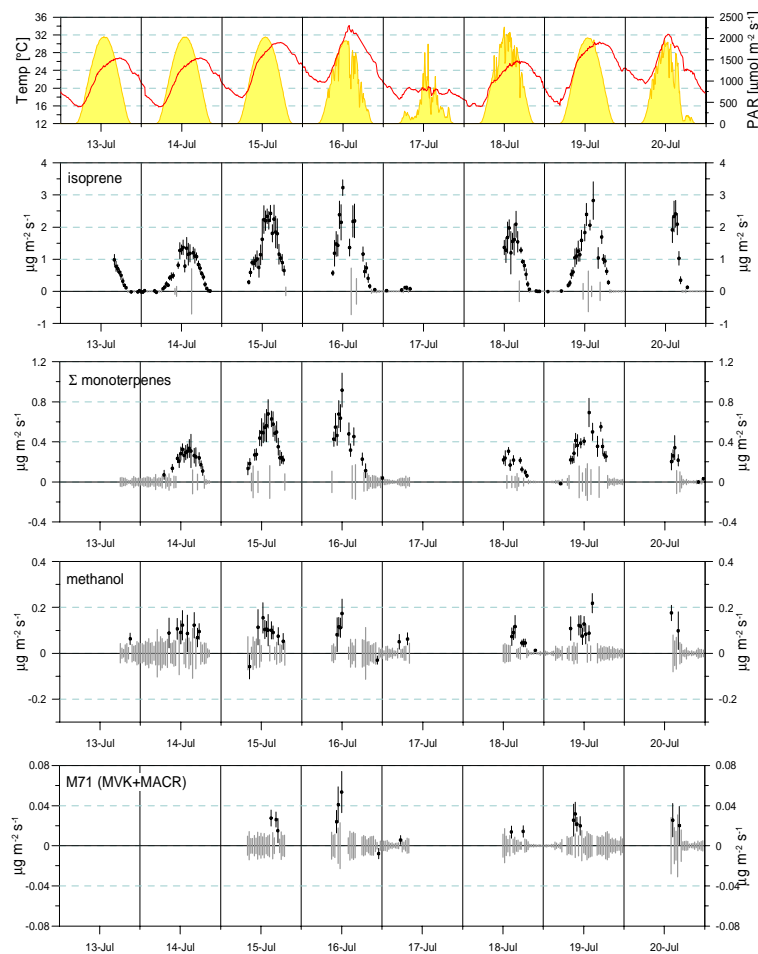 Temp [°C]
36
32
28
24
20
16
12
2500
2000
1500
1000
500
0
PAR [µmol m-2 s-1]
13-Jul 14-Jul 15-Jul 16-Jul 17-Jul 18-Jul 19-Jul 20-Jul
isoprene
µg m-2 s-1
4
3
2
1
0
-1
4
3
2
1
0
-1
µg m-2 s-1
13-Jul 14-Jul 15-Jul 16-Jul 17-Jul 18-Jul 19-Jul 20-Jul
Σ monoterpenes
µg m-2 s-1
1.2
0.8
0.4
0
-0.4
1.2
0.8
0.4
0
-0.4
µg m-2 s-1
13-Jul 14-Jul 15-Jul 16-Jul 17-Jul 18-Jul 19-Jul 20-Jul
methanol
µg m-2 s-1
0.4
0.2
0
-0.2
0.4
0.2
0
-0.2
µg m-2 s-1
13-Jul 14-Jul 15-Jul 16-Jul 17-Jul 18-Jul 19-Jul 20-Jul
M71 (MVK+MACR)
µg m-2 s-1
0.08
0.04
0
-0.04
-0.08
0.08
0.04
0
-0.04
-0.08
µg m-2 s-1
13-Jul 14-Jul 15-Jul 16-Jul 17-Jul 18-Jul 19-Jul 20-Jul